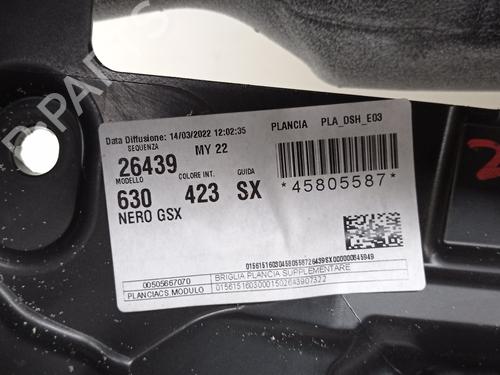 Data Diffusione: 14/03/2022 12:02:35
PLANCIA PLA_DSH_E03
SEQUENZA
26439 MY 22
MODELLO COLORE INT. GUIDA
630 423 SX
NERO GSX
*45805587*
00505667070
BRIGLIA PLANCIA SUPPLEMENTARE
PLANCIACS.MODULO